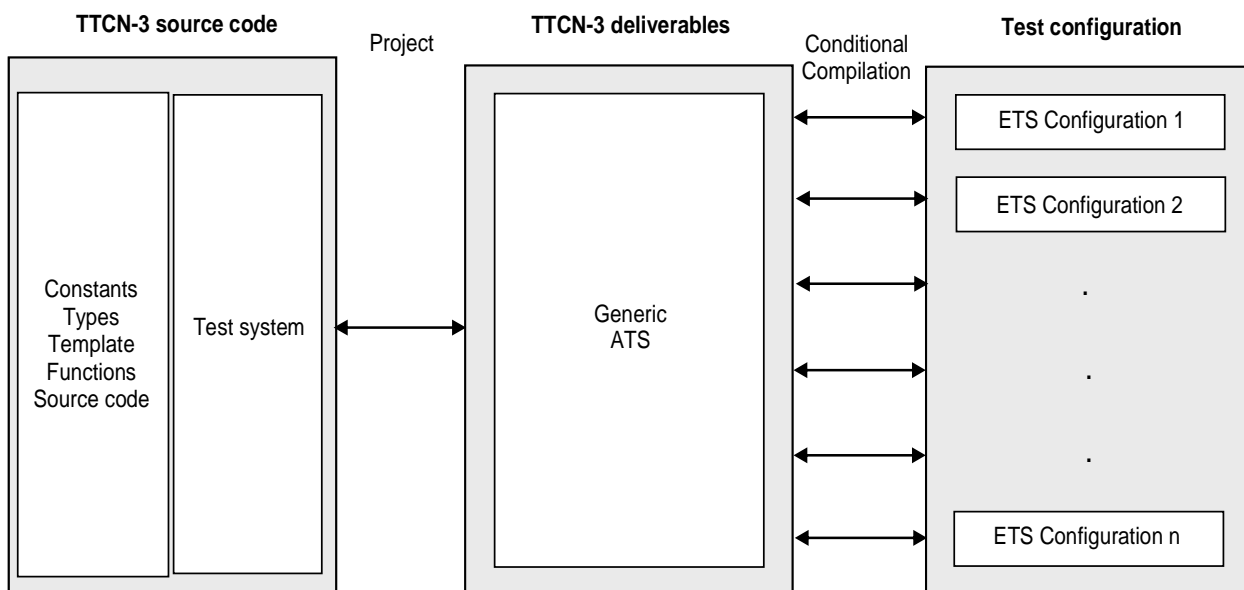 TTCN-3 source code
Project
TTCN-3 deliverables
Conditional
Compilation
Test configuration
Constants
Types
Template
Functions
Source code
Test system
Generic
ATS
ETS Configuration 1
ETS Configuration 2
.
.
.
ETS Configuration n